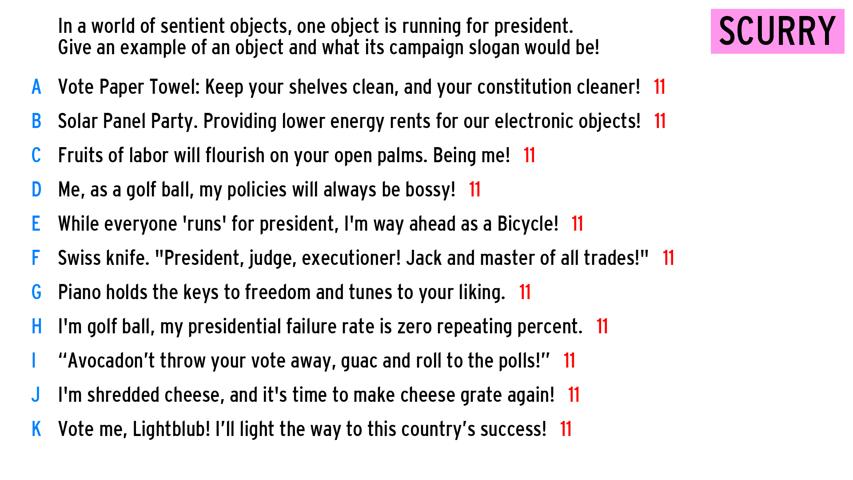 In a world of sentient objects, one object is running for president.
Give an example of an object and what its campaign slogan would be!
SCURRY
A Vote Paper Towel: Keep your shelves clean, and your constitution cleaner! 11
B Solar Panel Party. Providing lower energy rents for our electronic objects! 11
C Fruits of labor will flourish on your open palms. Being me! 11
D Me, as a golf ball, my policies will always be bossy! 11
E While everyone 'runs' for president, I'm way ahead as a Bicycle! 11
F Swiss knife. "President, judge, executioner! Jack and master of all trades!" 11
G Piano holds the keys to freedom and tunes to your liking. 11
H I'm golf ball, my presidential failure rate is zero repeating percent. 11
I “Avocadon’t throw your vote away, guac and roll to the polls!” 11
J I'm shredded cheese, and it's time to make cheese grate again! 11
K Vote me, Lightblub! I’ll light the way to this country’s success! 11